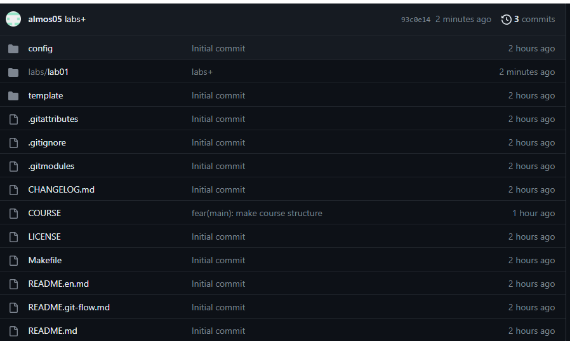 almos05 labs+ 93c0e14 2 minutes ago 3 commits
config Initial commit 2 hours ago
labs/lab01 labs+ 2 minutes ago
template Initial commit 2 hours ago
.gitattributes Initial commit 2 hours ago
.gitignore Initial commit 2 hours ago
.gitmodules Initial commit 2 hours ago
CHANGELOG.md Initial commit 2 hours ago
COURSE fear(main): make course structure 1 hour ago
LICENSE Initial commit 2 hours ago
Makefile Initial commit 2 hours ago
README.en.md Initial commit 2 hours ago
README.git-flow.md Initial commit 2 hours ago
README.md Initial commit 2 hours ago